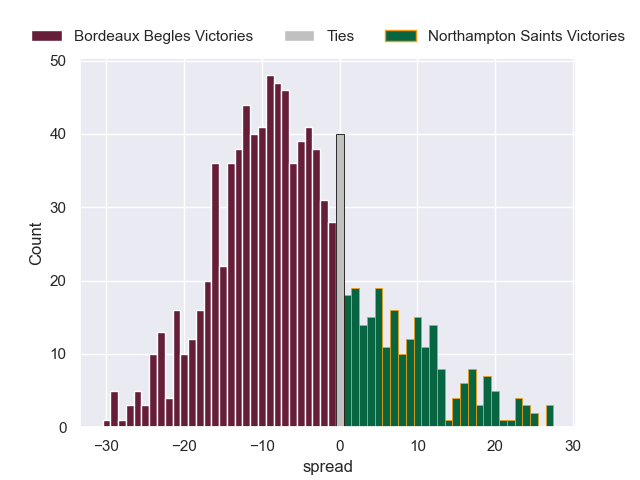 Bordeaux Begles Victories Ties Northampton Saints Victories
50
40
30
20
10
0
−30 −20 −10 0 10 20 30
Count
spread